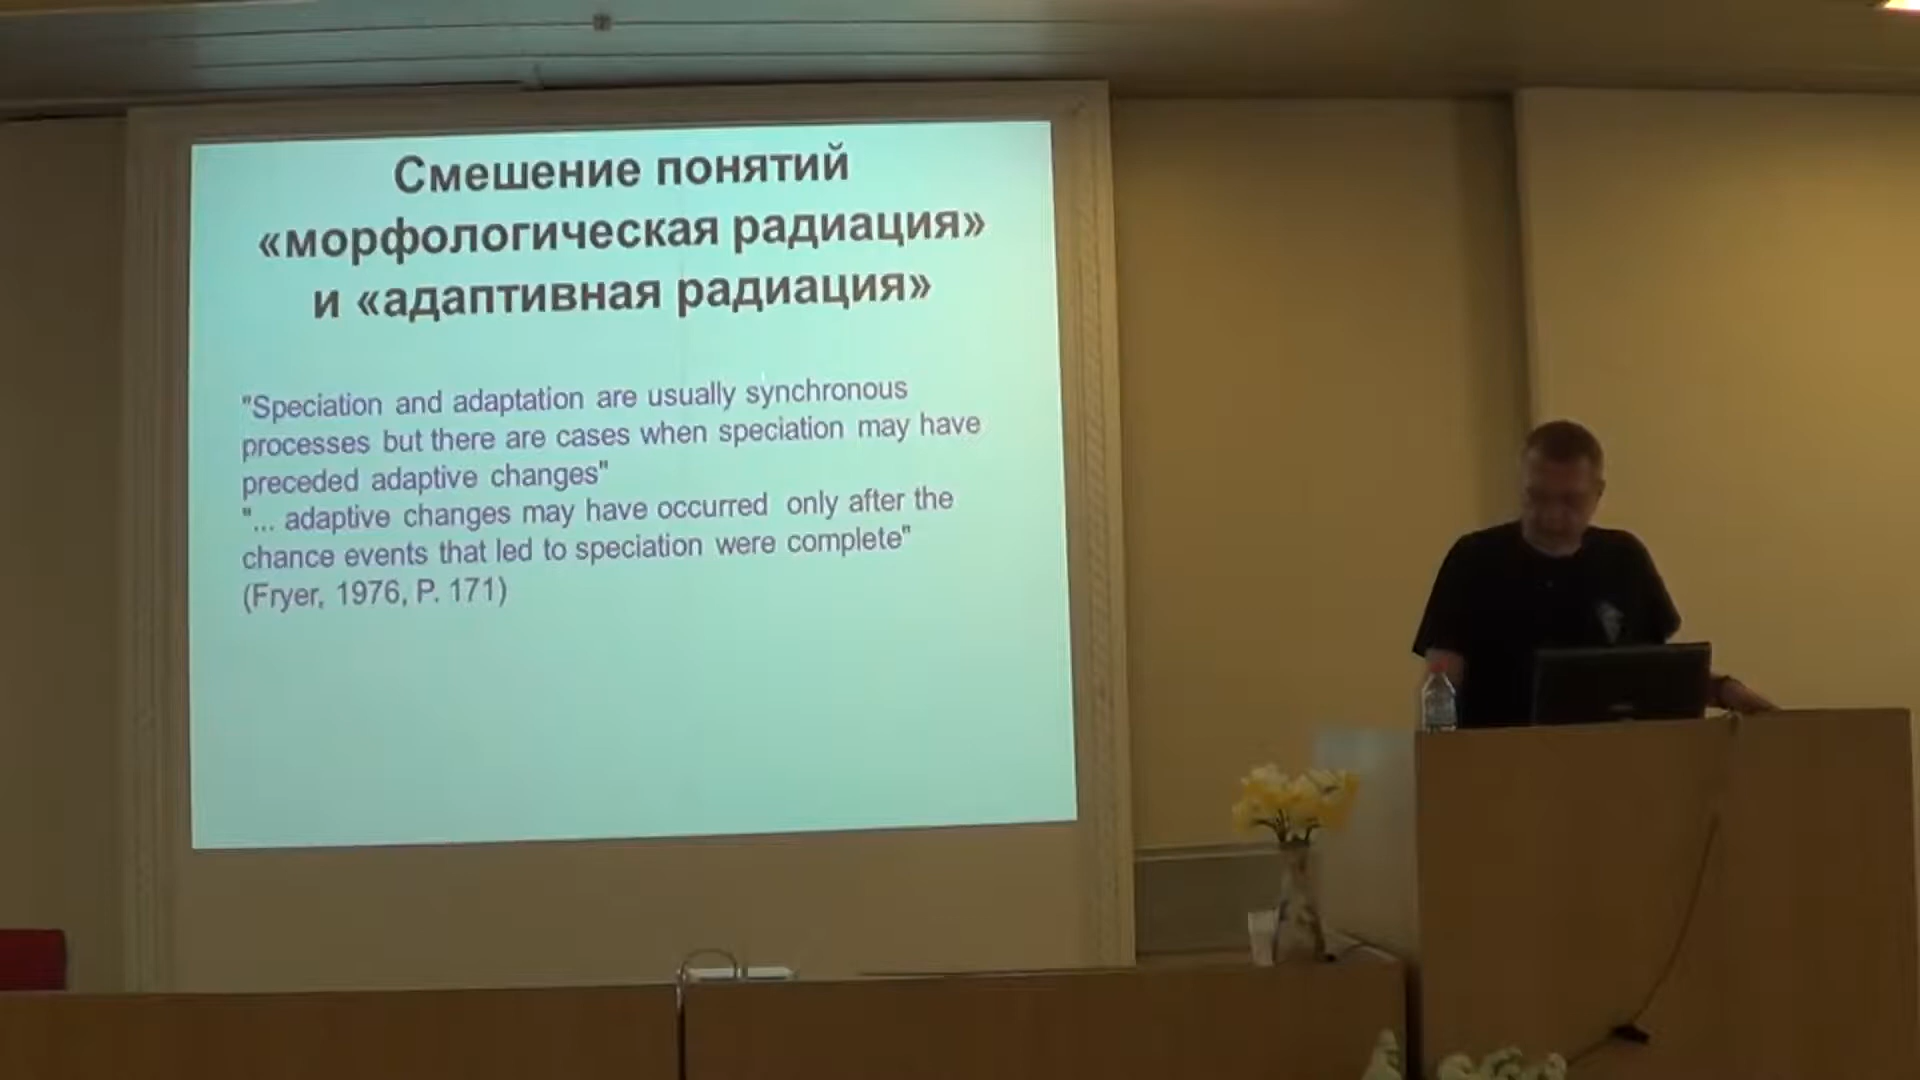 Смешение понятий
«морфологическая радиация»
и «адаптивная радиация»
"Speciation and adaptation are usually synchronous
processes but there are cases when speciation may have
preceded adaptive changes"
"... adaptive changes may have occurred only after the
chance events that led to speciation were complete"
(Fryer, 1976, P. 171)